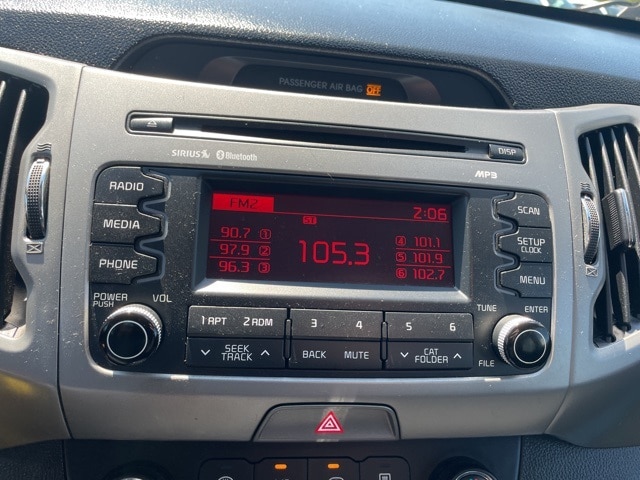 PASSENGER AIR BAG OFF
SIRIUS Bluetooth
DISP
MP3
RADIO
MEDIA
PHONE
FM2 2:06
ST
90.7 1
97.9 2
96.3 3
105.3
4 101.1
5 101.9
6 102.7
SCAN
SETUP
CLOCK
MENU
POWER
PUSH
VOL
TUNE
ENTER
1 APT 2 ADM 3 4 5 6
SEEK
TRACK
BACK MUTE
CAT
FOLDER
FILE